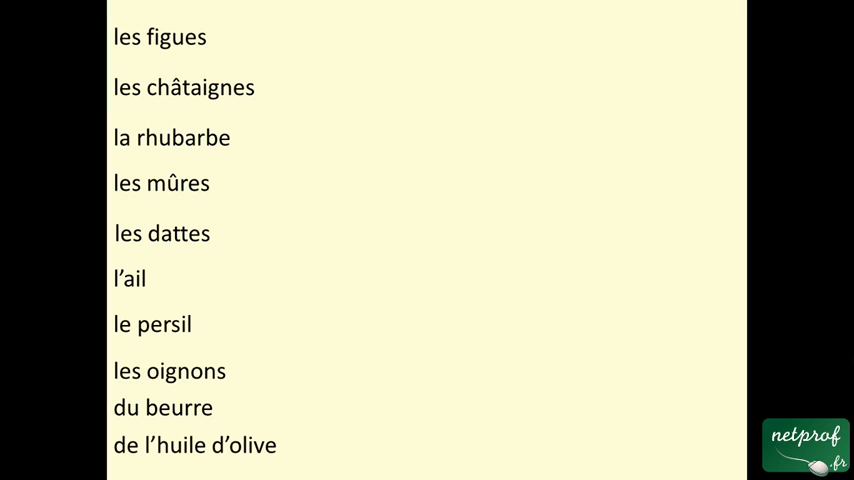 les figues
les châtaignes
la rhubarbe
les mûres
les dattes
l’ail
le persil
les oignons
du beurre
de l’huile d’olive
netprof
.fr